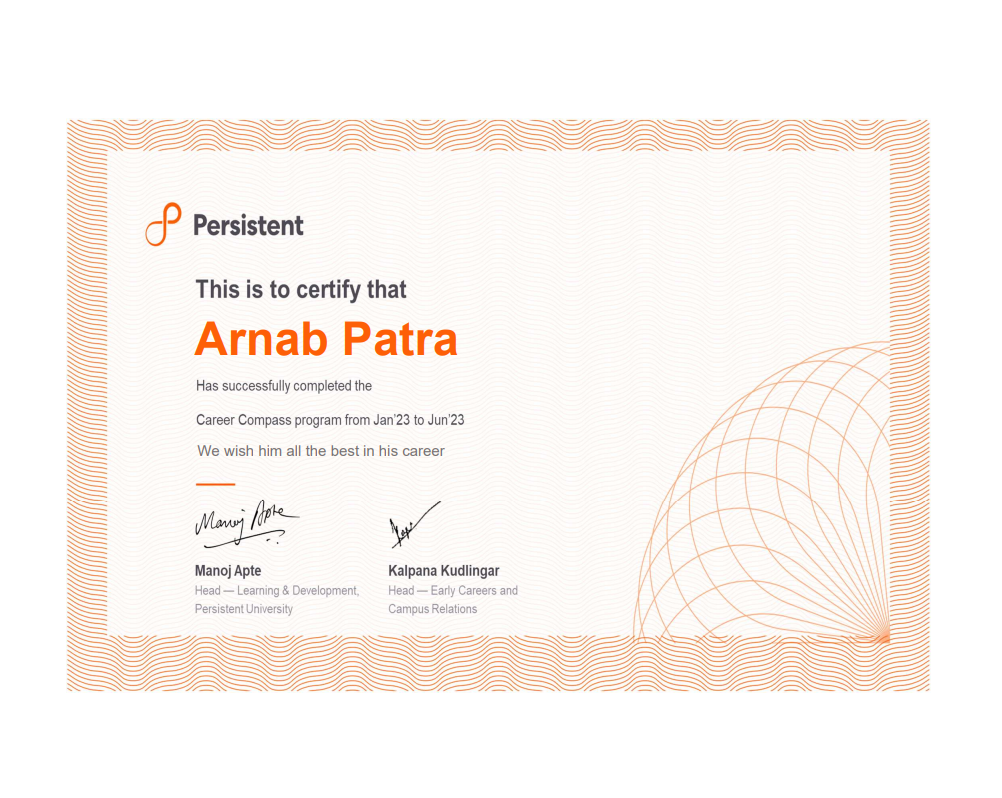 Persistent
This is to certify that
Arnab Patra
Has successfully completed the
Career Compass program from Jan’23 to Jun’23
We wish him all the best in his career
Manoj Apte
Manoj Apte
Kalpana Kudlingar
Head — Learning & Development,
Persistent University
Head — Early Careers and
Campus Relations